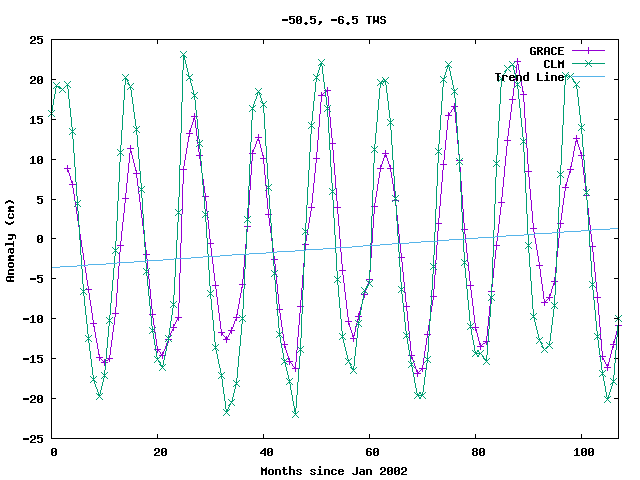 -50.5, -6.5 TWS
GRACE
CLM
Trend Line
25
20
15
10
5
0
-5
-10
-15
-20
-25
Anomaly (cm)
0 20 40 60 80 100
Months since Jan 2002